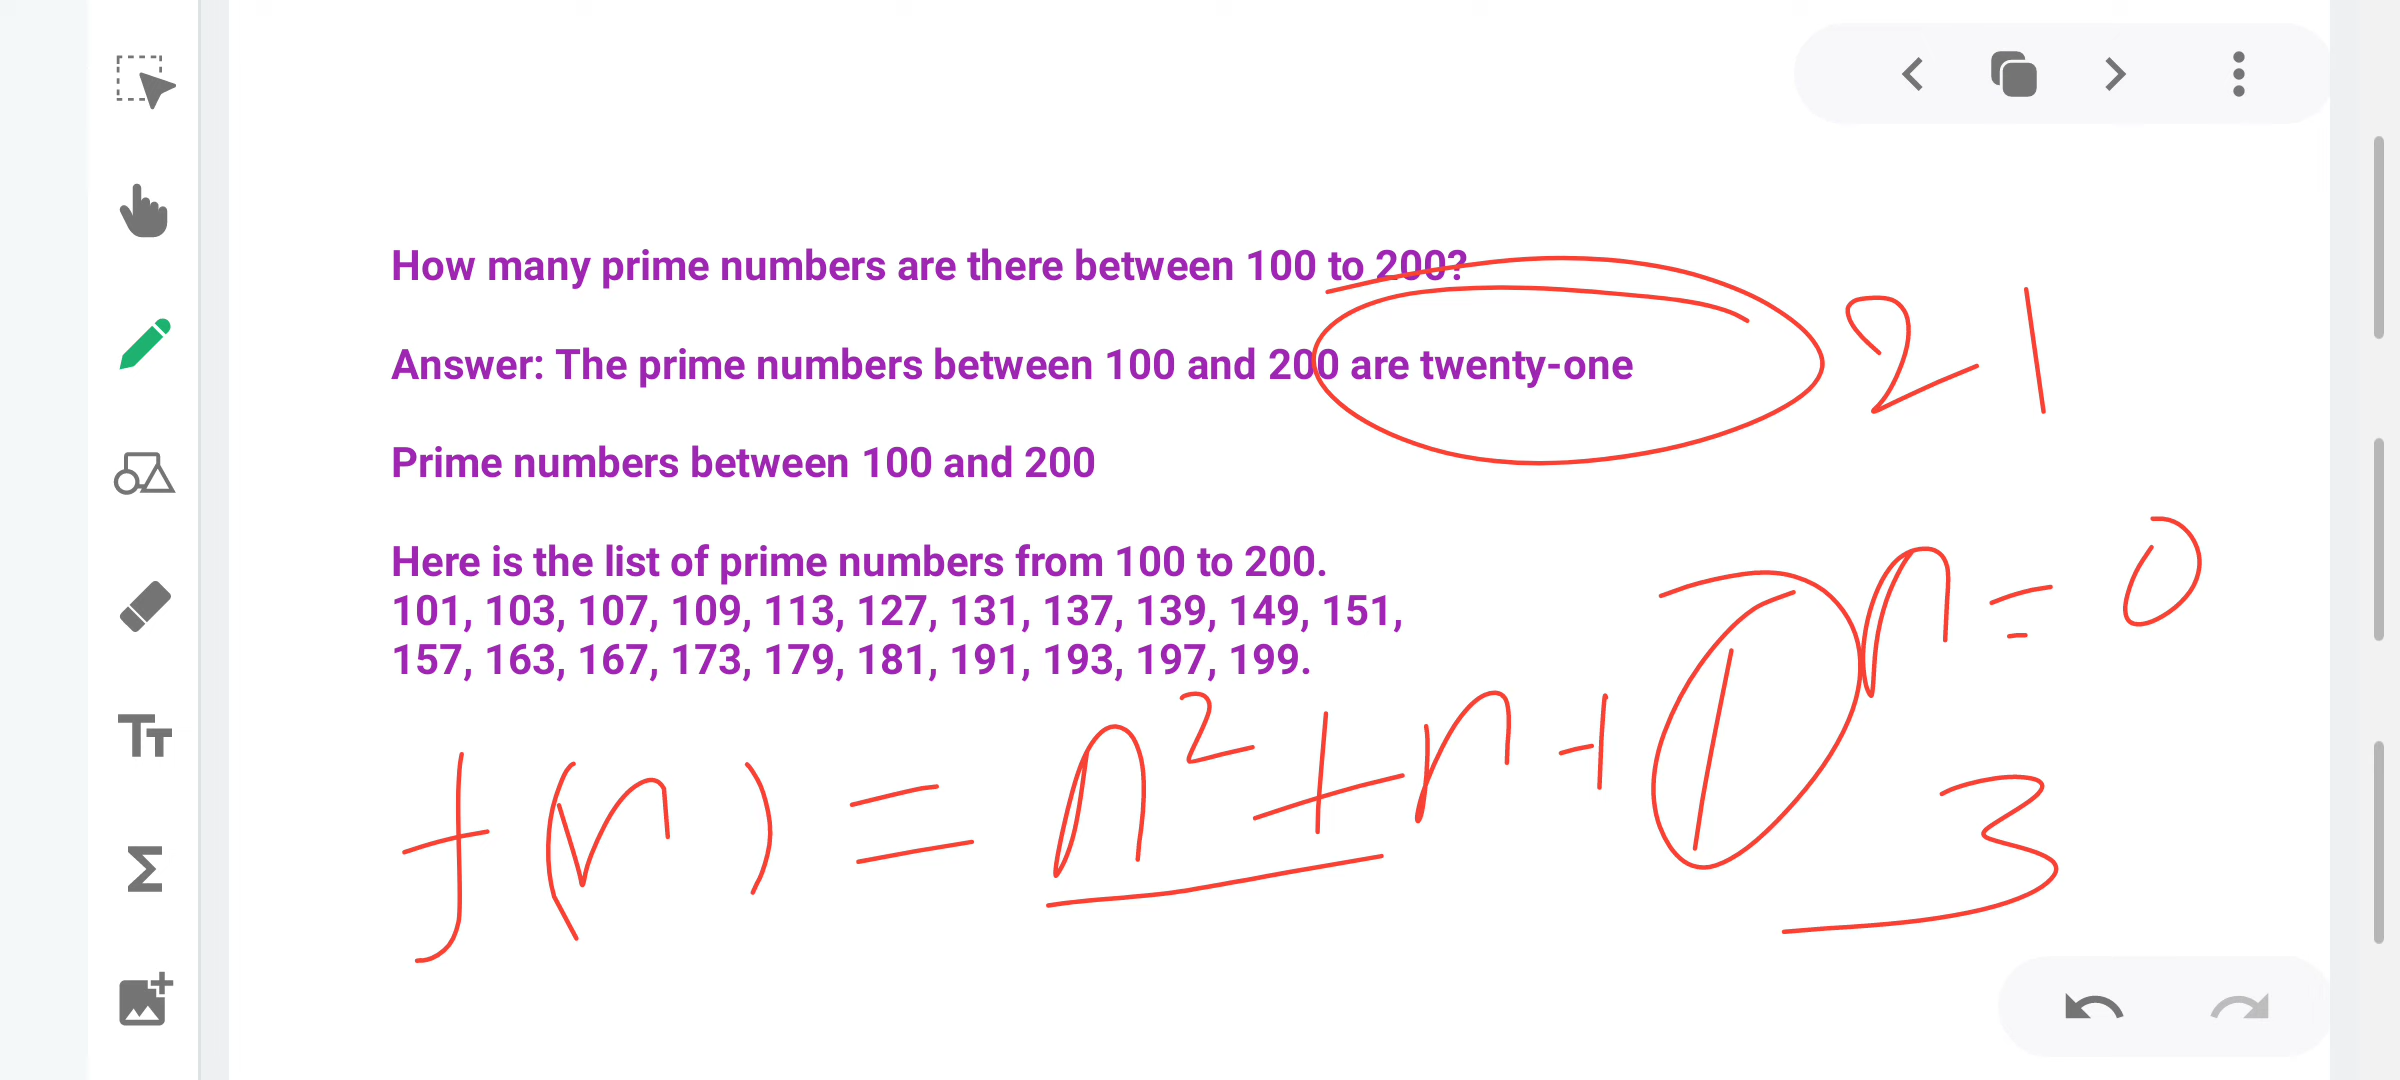 How many prime numbers are there between 100 to 200?
Answer: The prime numbers between 100 and 200 are twenty-one
21
Prime numbers between 100 and 200
Here is the list of prime numbers from 100 to 200.
101, 103, 107, 109, 113, 127, 131, 137, 139, 149, 151,
157, 163, 167, 173, 179, 181, 191, 193, 197, 199.
n = 0
f(n) = n² + n + 1
3
Tт
Σ